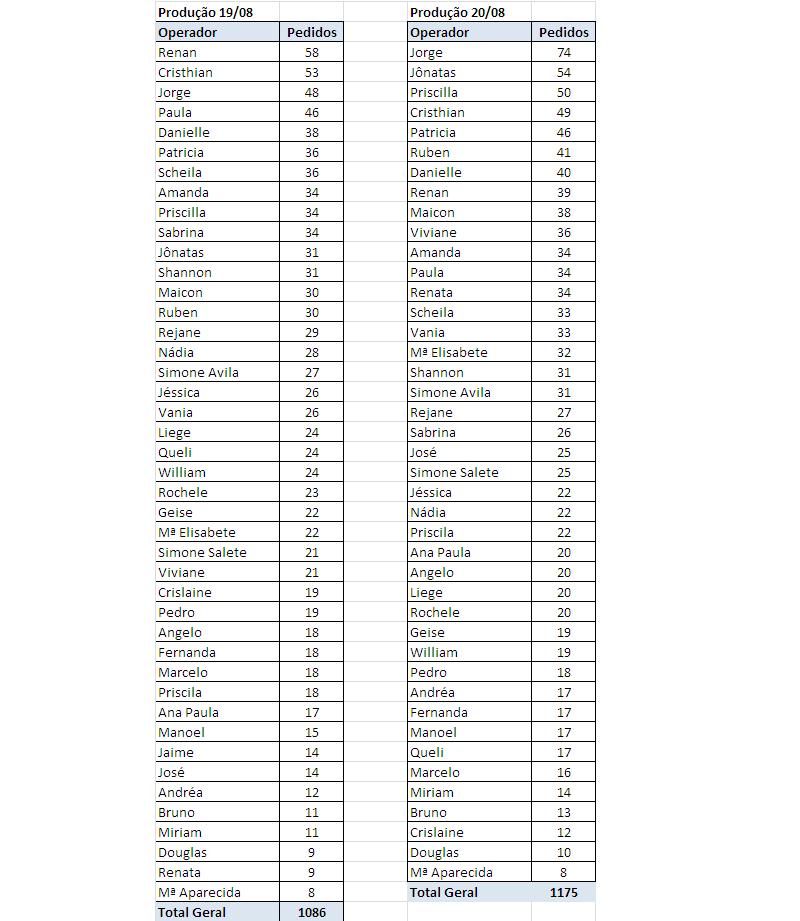 Produção 19/08
Operador Pedidos
Renan 58
Cristhian 53
Jorge 48
Paula 46
Danielle 38
Patricia 36
Scheila 36
Amanda 34
Priscilla 34
Sabrina 34
Jônatas 31
Shannon 31
Maicon 30
Ruben 30
Rejane 29
Nádia 28
Simone Avila 27
Jéssica 26
Vania 26
Liege 24
Queli 24
William 24
Rochele 23
Geise 22
Mª Elisabete 22
Simone Salete 21
Viviane 21
Crislaine 19
Pedro 19
Angelo 18
Fernanda 18
Marcelo 18
Priscila 18
Ana Paula 17
Manoel 15
Jaime 14
José 14
Andréa 12
Bruno 11
Miriam 11
Douglas 9
Renata 9
Mª Aparecida 8
Total Geral 1086
Produção 20/08
Operador Pedidos
Jorge 74
Jônatas 54
Priscilla 50
Cristhian 49
Patricia 46
Ruben 41
Danielle 40
Renan 39
Maicon 38
Viviane 36
Amanda 34
Paula 34
Renata 34
Scheila 33
Vania 33
Mª Elisabete 32
Shannon 31
Simone Avila 31
Rejane 27
Sabrina 26
José 25
Simone Salete 25
Jéssica 22
Nádia 22
Priscila 22
Ana Paula 20
Angelo 20
Liege 20
Rochele 20
Geise 19
William 19
Pedro 18
Andréa 17
Fernanda 17
Manoel 17
Queli 17
Marcelo 16
Miriam 14
Bruno 13
Crislaine 12
Douglas 10
Mª Aparecida 8
Total Geral 1175